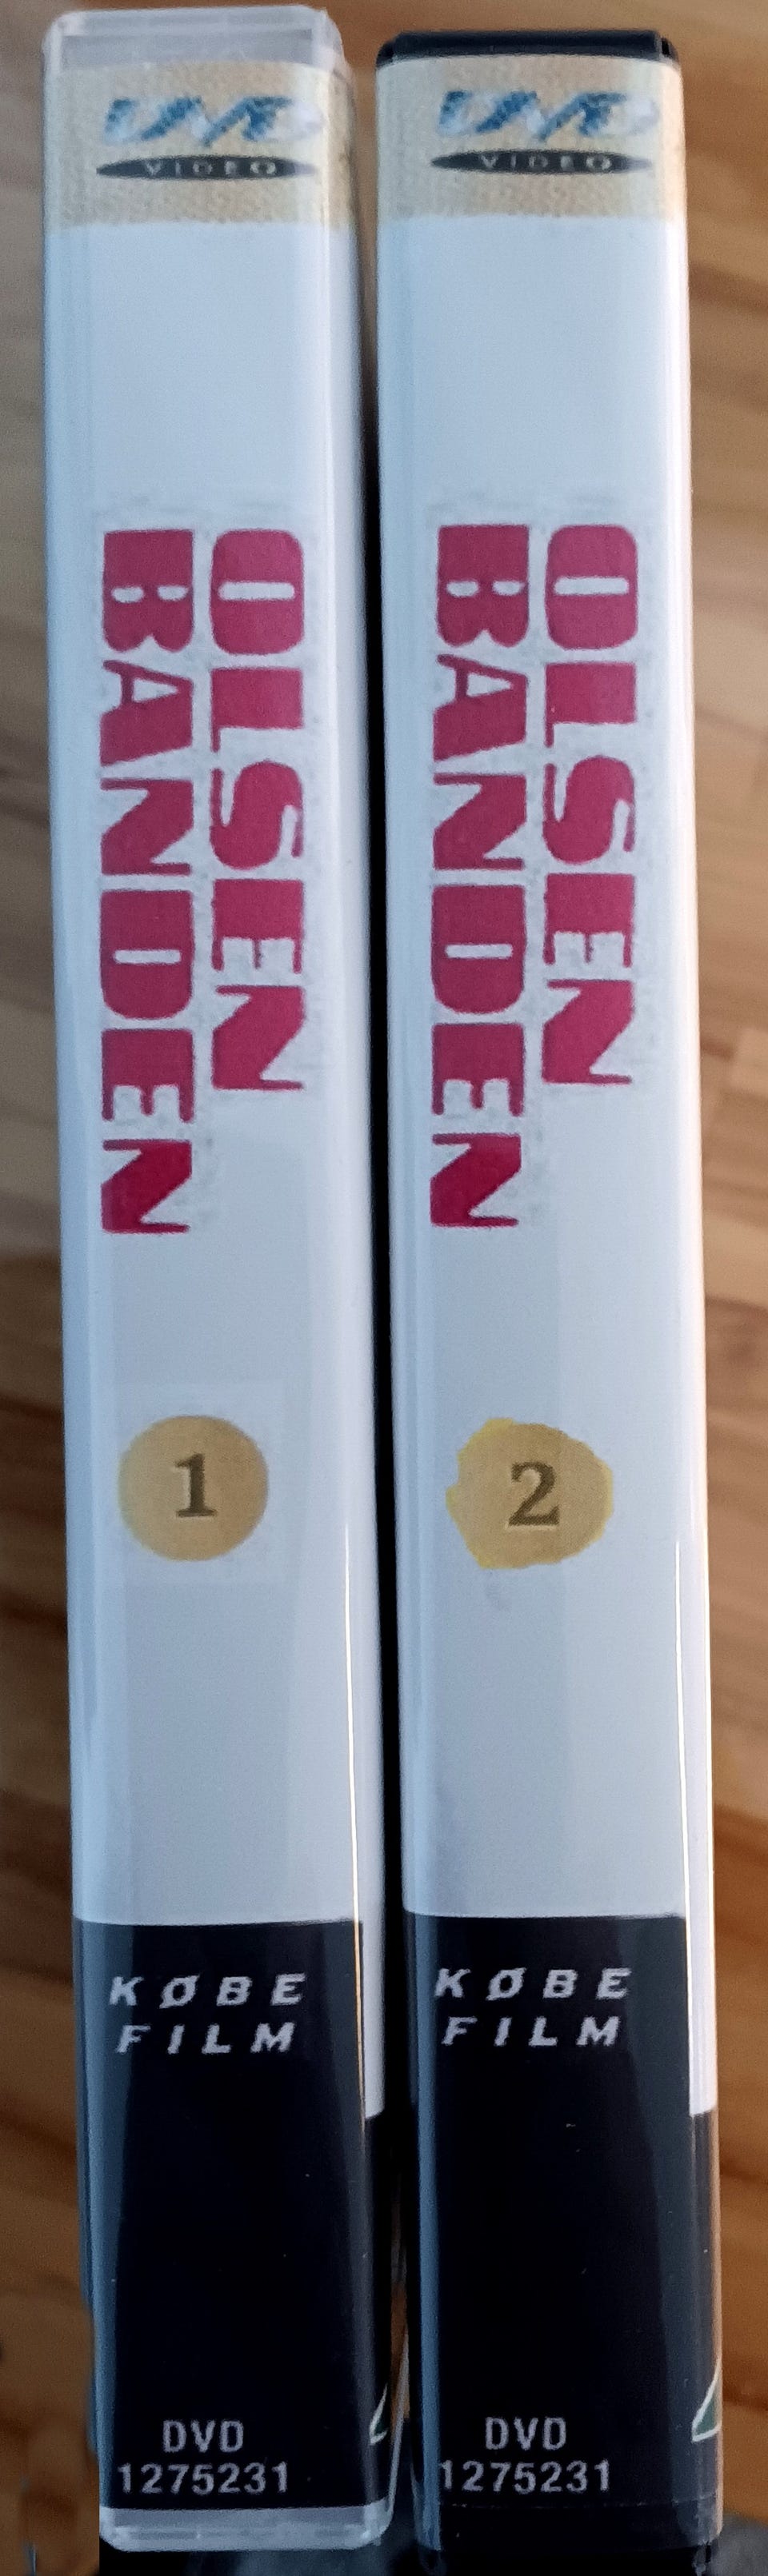 DVD
VIDEO
OLSEN
BANDEN
1
KØBE
FILM
DVD
1275231
DVD
VIDEO
OLSEN
BANDEN
2
KØBE
FILM
DVD
1275231